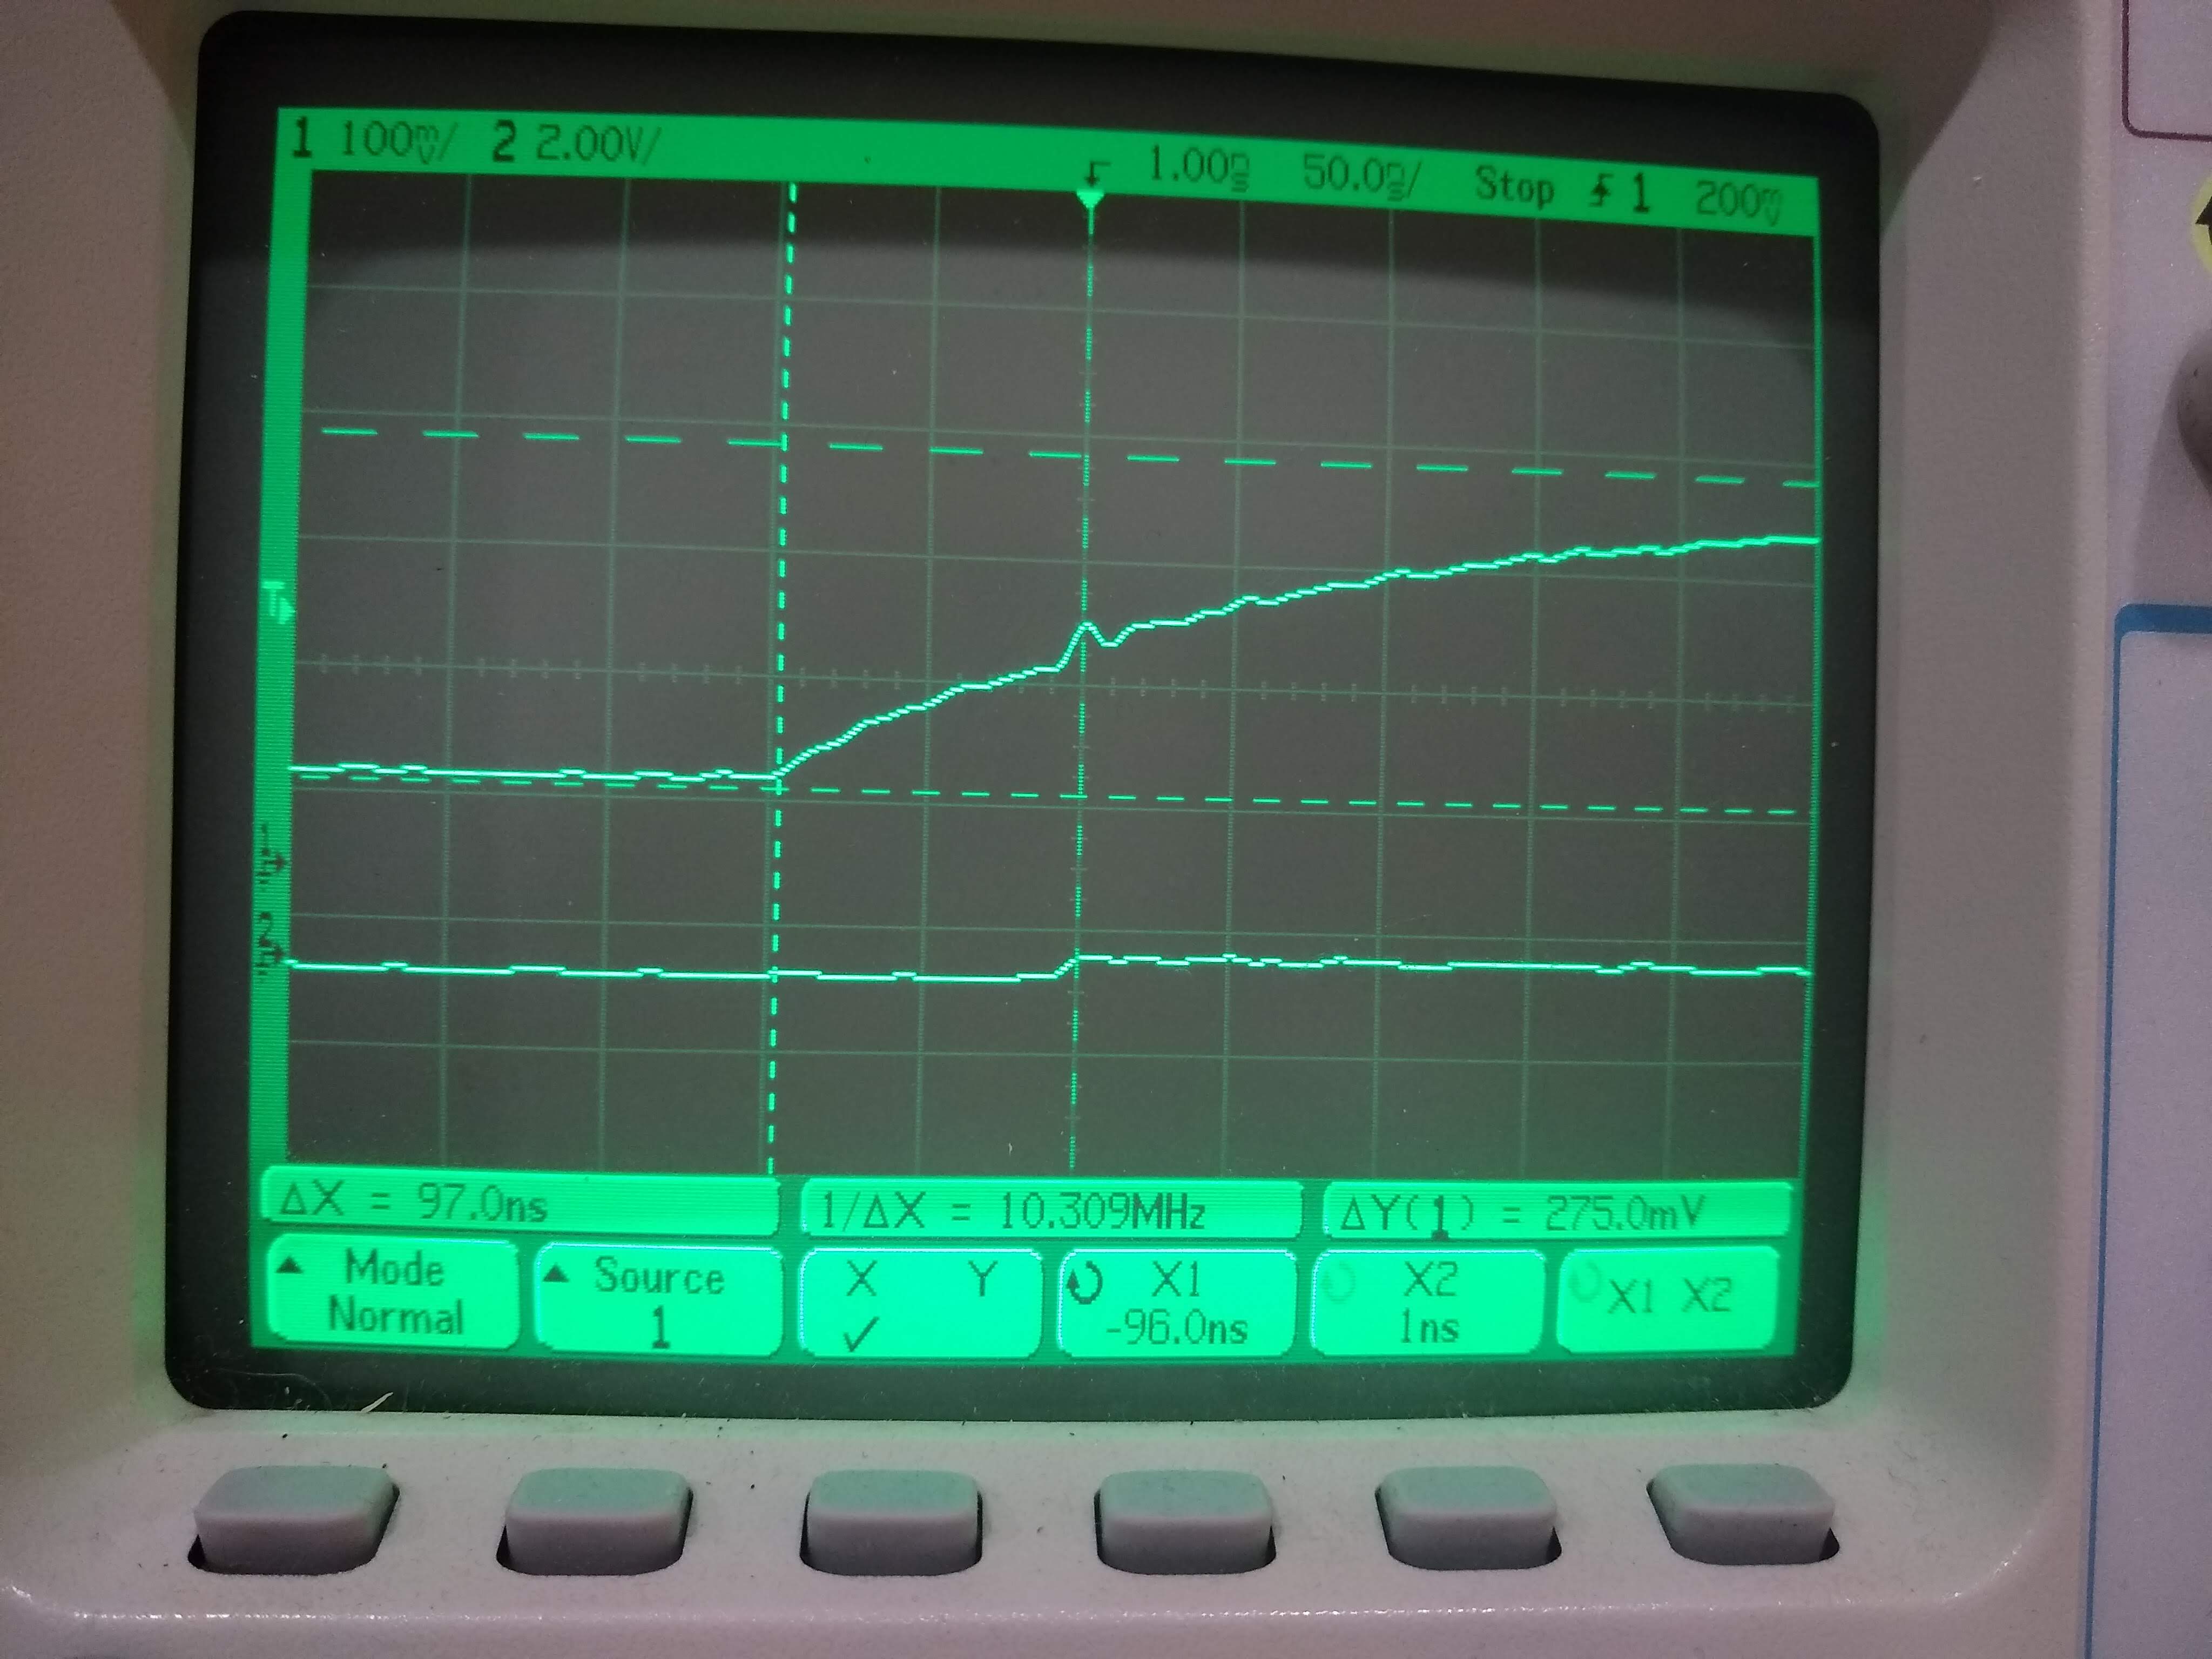 1 100mV/ 2 2.00V/ 1.00ns 50.0ns/ Stop 1 200mV
T
1
2
ΔX = 97.0ns 1/ΔX = 10.309MHz ΔY(1) = 275.0mV
Mode Source X Y X1 X2 X1 X2
Normal 1 ✓ -96.0ns 1ns